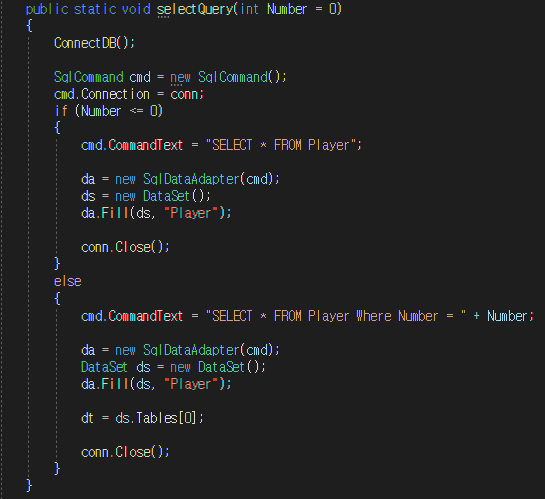 public static void selectQuery(int Number = 0)
{
ConnectDB();
SqlCommand cmd = new SqlCommand();
cmd.Connection = conn;
if (Number <= 0)
{
cmd.CommandText = "SELECT * FROM Player";
da = new SqlDataAdapter(cmd);
ds = new DataSet();
da.Fill(ds, "Player");
conn.Close();
}
else
{
cmd.CommandText = "SELECT * FROM Player Where Number = " + Number;
da = new SqlDataAdapter(cmd);
DataSet ds = new DataSet();
da.Fill(ds, "Player");
dt = ds.Tables[0];
conn.Close();
}
}